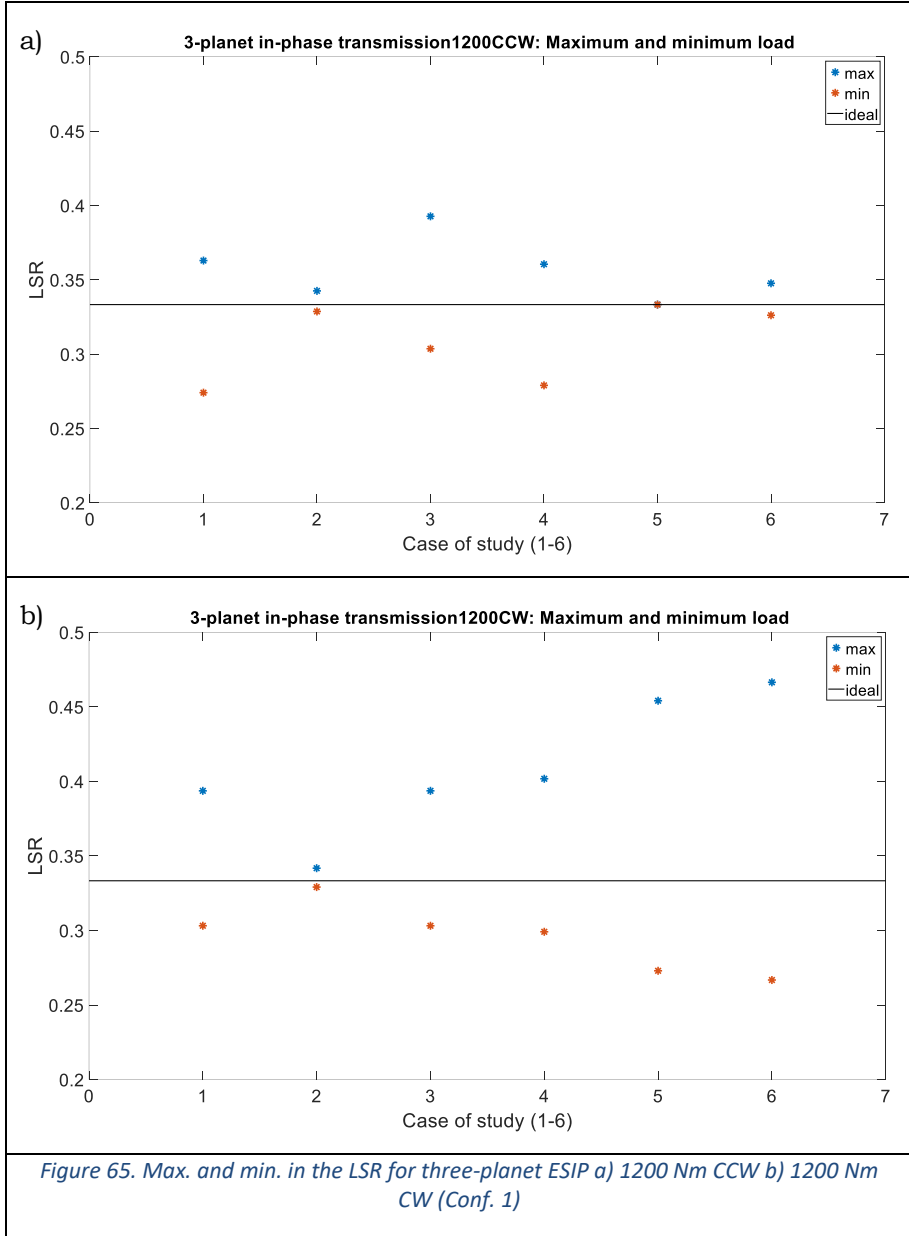 a)
3-planet in-phase transmission1200CCW: Maximum and minimum load
0.5
0.45
0.4
0.35
0.3
0.25
0.2
LSR
max
min
ideal
0 1 2 3 4 5 6 7
Case of study (1-6)
b)
3-planet in-phase transmission1200CW: Maximum and minimum load
0.5
0.45
0.4
0.35
0.3
0.25
0.2
LSR
max
min
ideal
0 1 2 3 4 5 6 7
Case of study (1-6)
Figure 65. Max. and min. in the LSR for three-planet ESIP a) 1200 Nm CCW b) 1200 Nm
CW (Conf. 1)